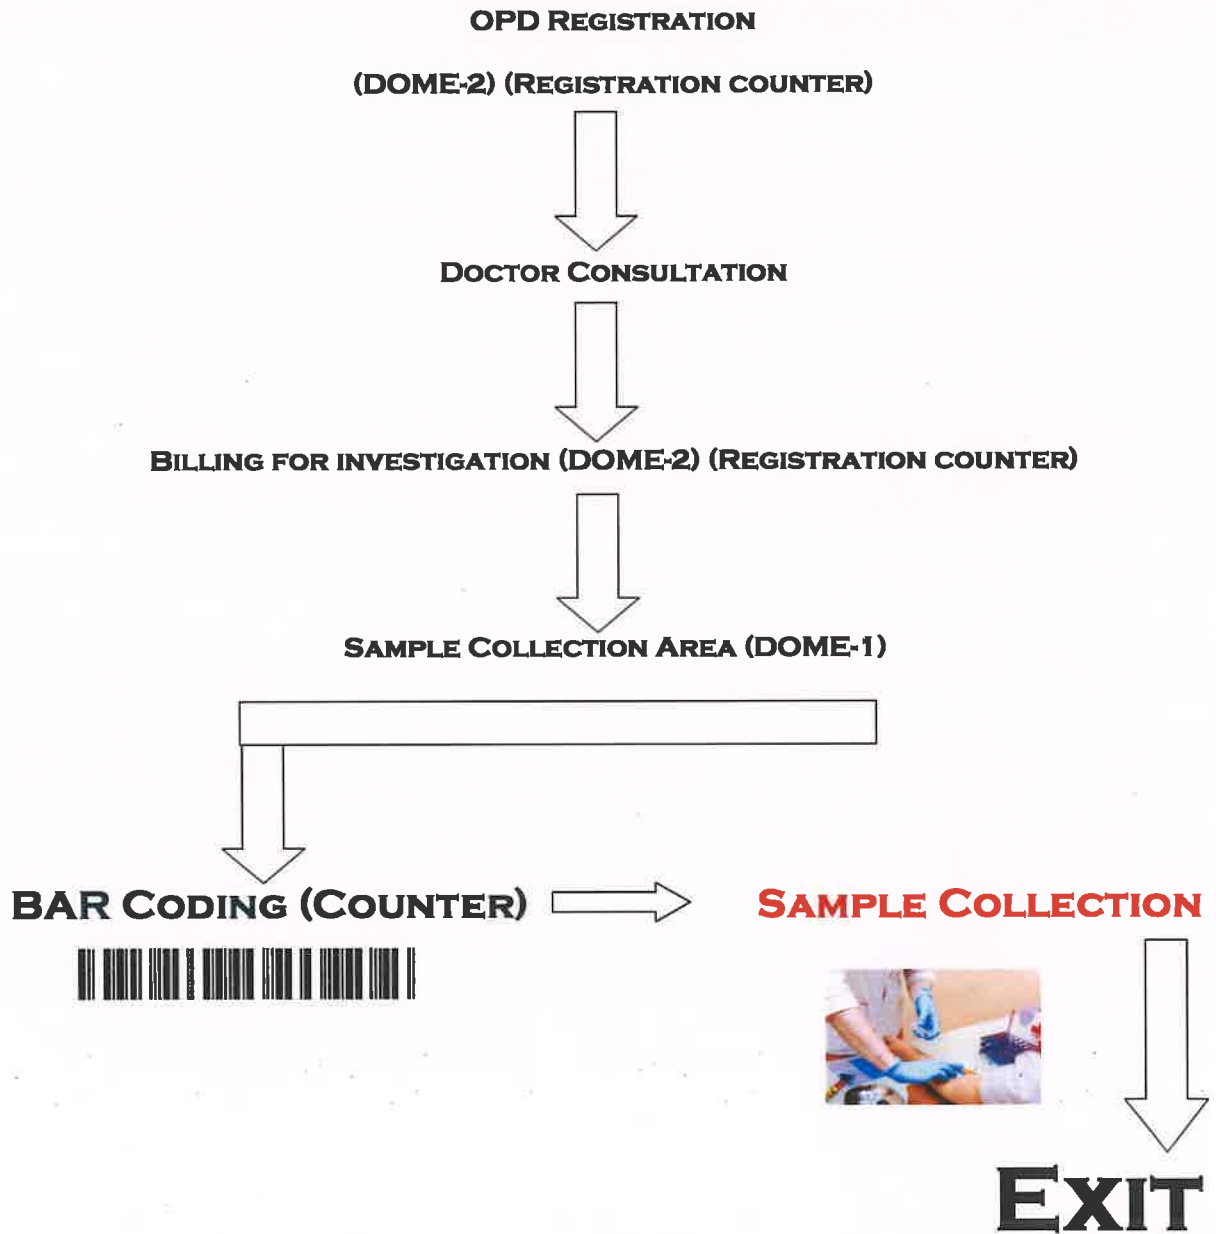 OPD REGISTRATION
(DOME-2) (REGISTRATION COUNTER)
DOCTOR CONSULTATION
BILLING FOR INVESTIGATION (DOME-2) (REGISTRATION COUNTER)
SAMPLE COLLECTION AREA (DOME-1)
BAR CODING (COUNTER)
SAMPLE COLLECTION
EXIT